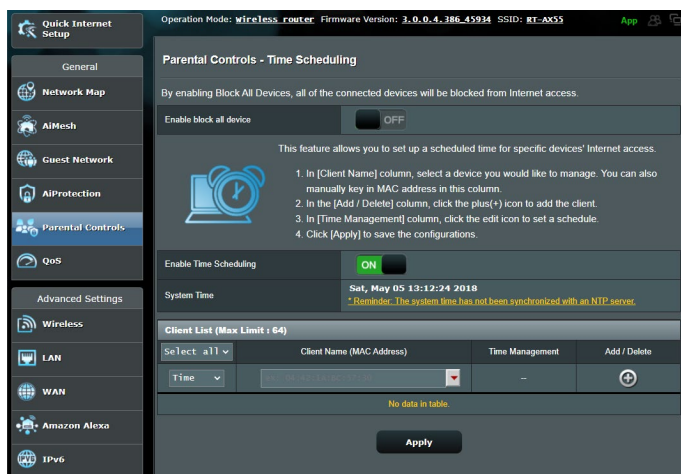 Quick Internet
Setup
Operation Mode: Wireless router Firmware Version: 3.0.0.4.386_45934 SSID: RT-AX55
App
General
Network Map
AiMesh
Guest Network
AiProtection
Parental Controls
QoS
Advanced Settings
Wireless
LAN
WAN
Amazon Alexa
IPv6
Parental Controls - Time Scheduling
By enabling Block All Devices, all of the connected devices will be blocked from Internet access.
Enable block all device
OFF
This feature allows you to set up a scheduled time for specific devices' Internet access.
1. In [Client Name] column, select a device you would like to manage. You can also
manually key in MAC address in this column.
2. In the [Add / Delete] column, click the plus(+) icon to add the client.
3. In [Time Management] column, click the edit icon to set a schedule.
4. Click [Apply] to save the configurations.
Enable Time Scheduling
ON
System Time
Sat, May 05 13:12:24 2018
* Reminder: The system time has not been synchronized with an NTP server.
Client List (Max Limit : 64)
Select all
Client Name (MAC Address)
Time Management
Add / Delete
Time
--
No data in table.
Apply